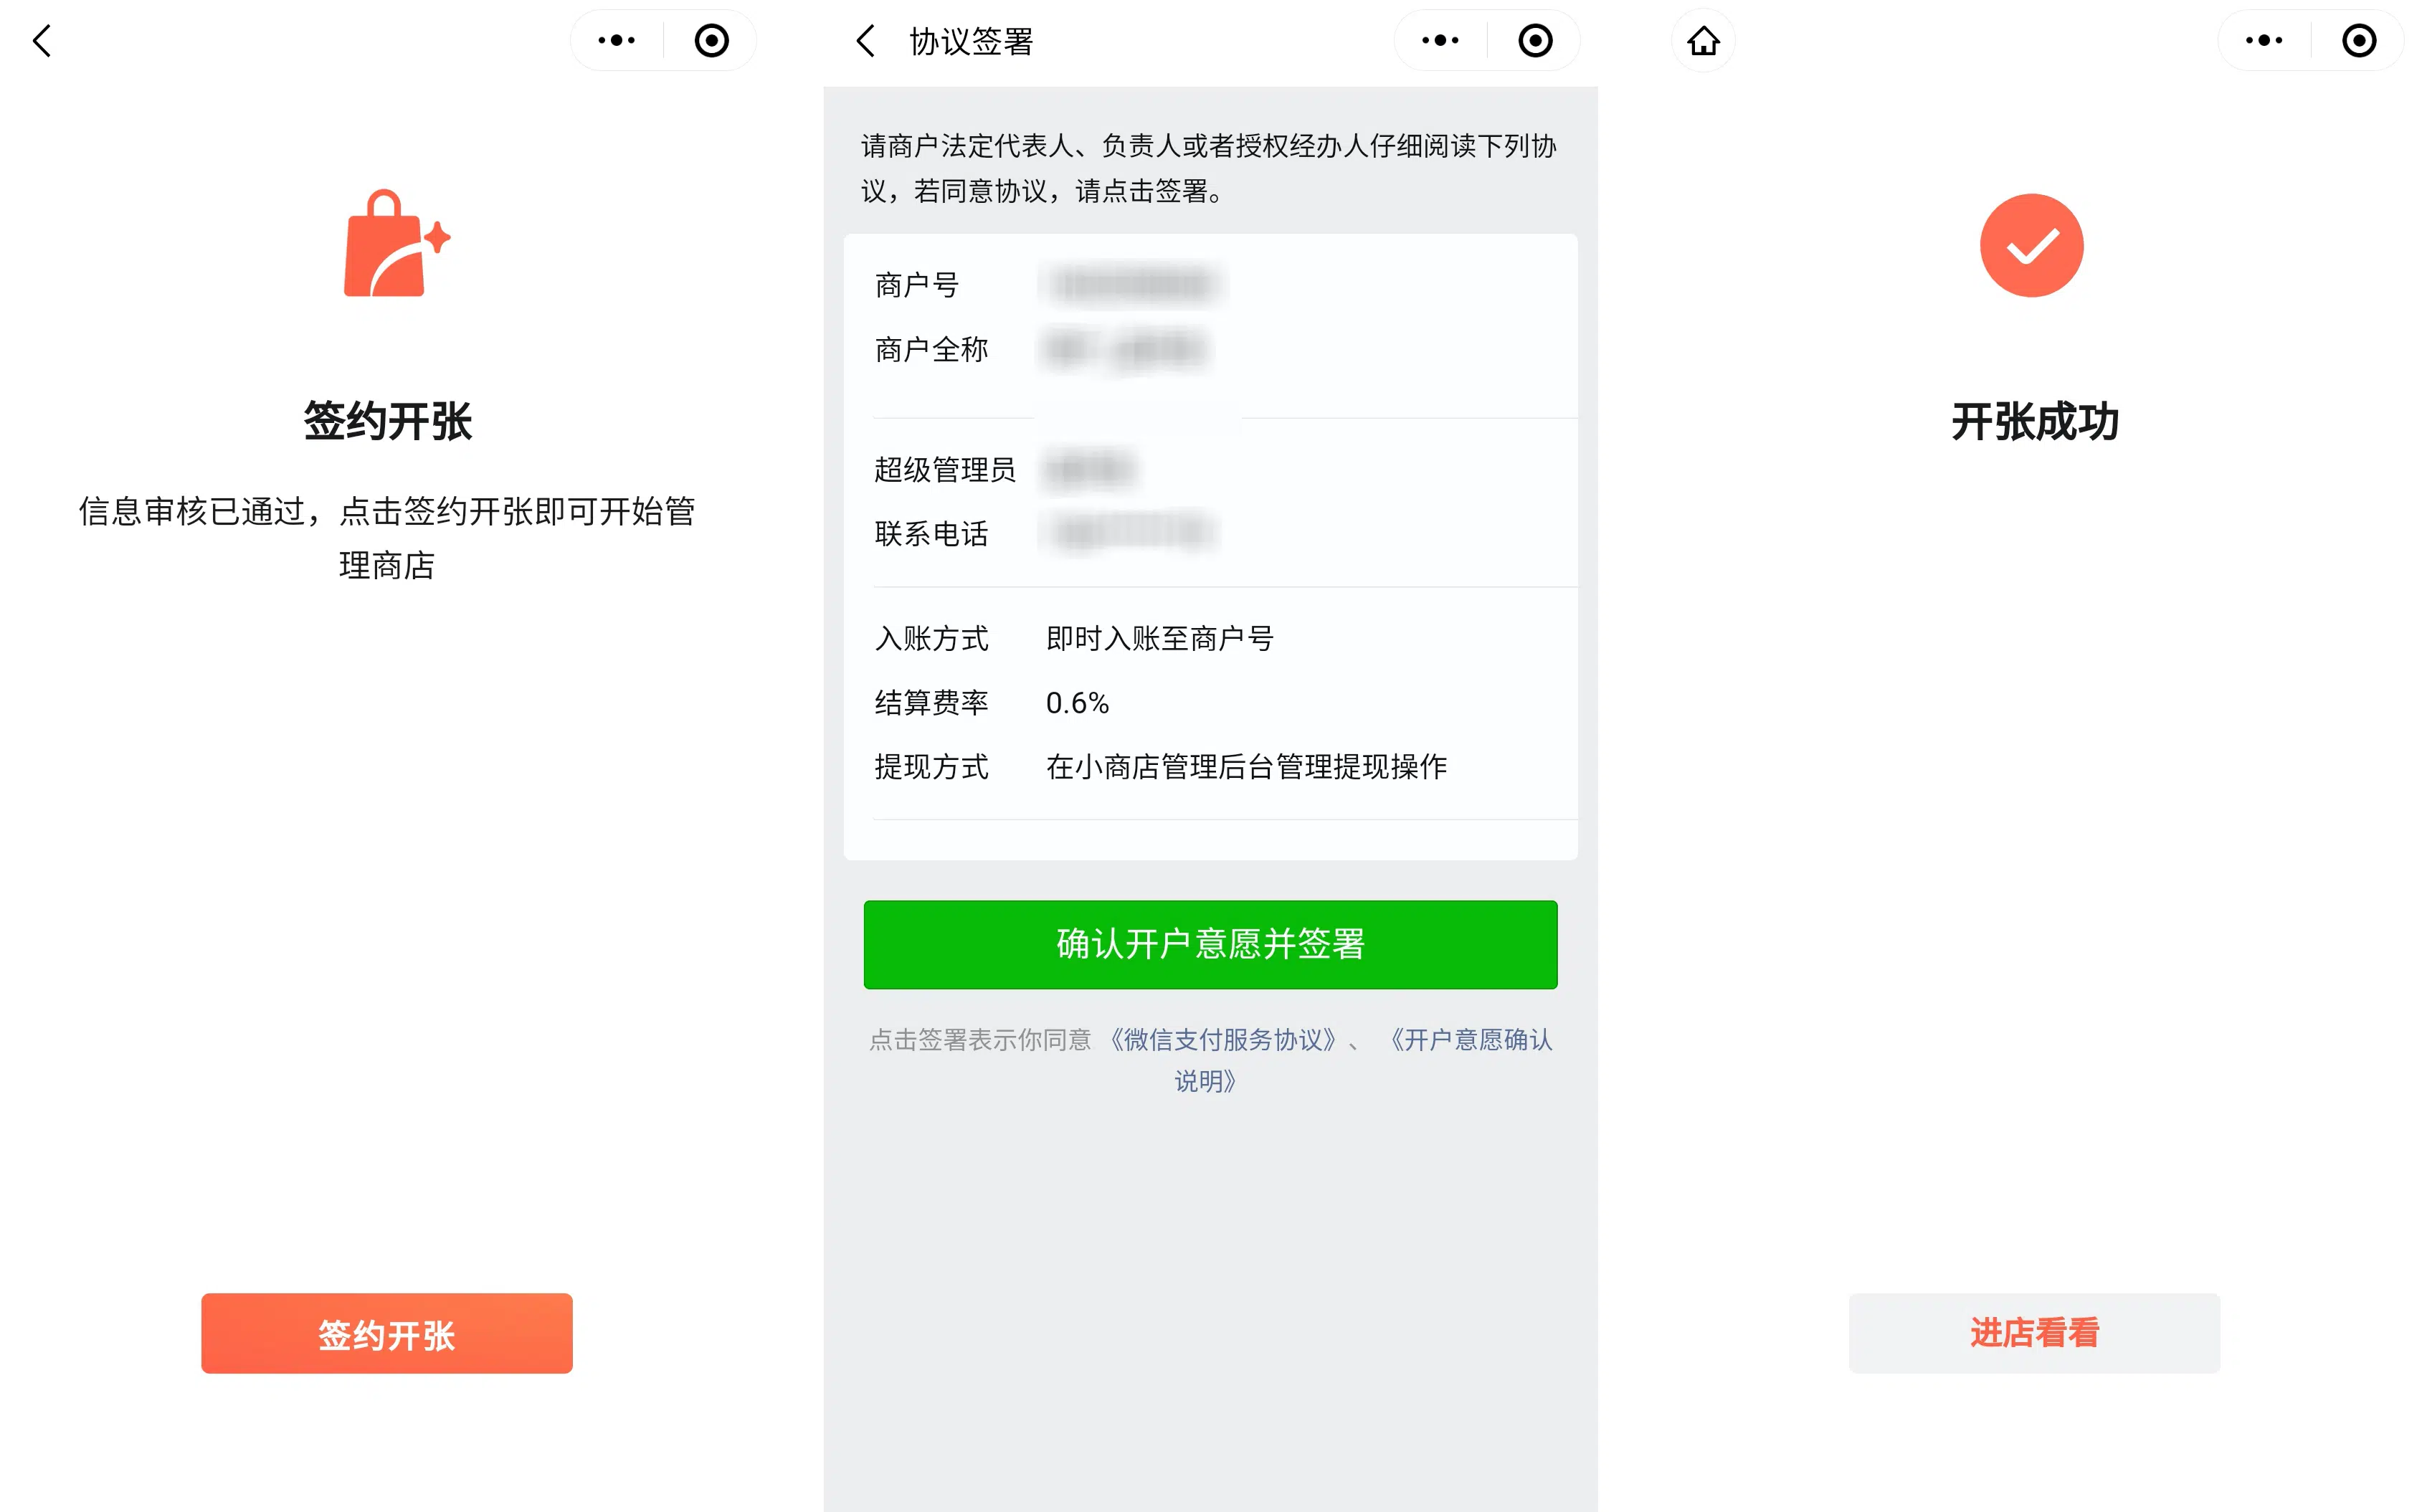 签约开张
信息审核已通过，点击签约开张即可开始管
理商店
签约开张
协议签署
请商户法定代表人、负责人或者授权经办人仔细阅读下列协
议，若同意协议，请点击签署。
商户号
商户全称
超级管理员
联系电话
入账方式 即时入账至商户号
结算费率 0.6%
提现方式 在小商店管理后台管理提现操作
确认开户意愿并签署
点击签署表示你同意 《微信支付服务协议》、 《开户意愿确认
说明》
开张成功
进店看看